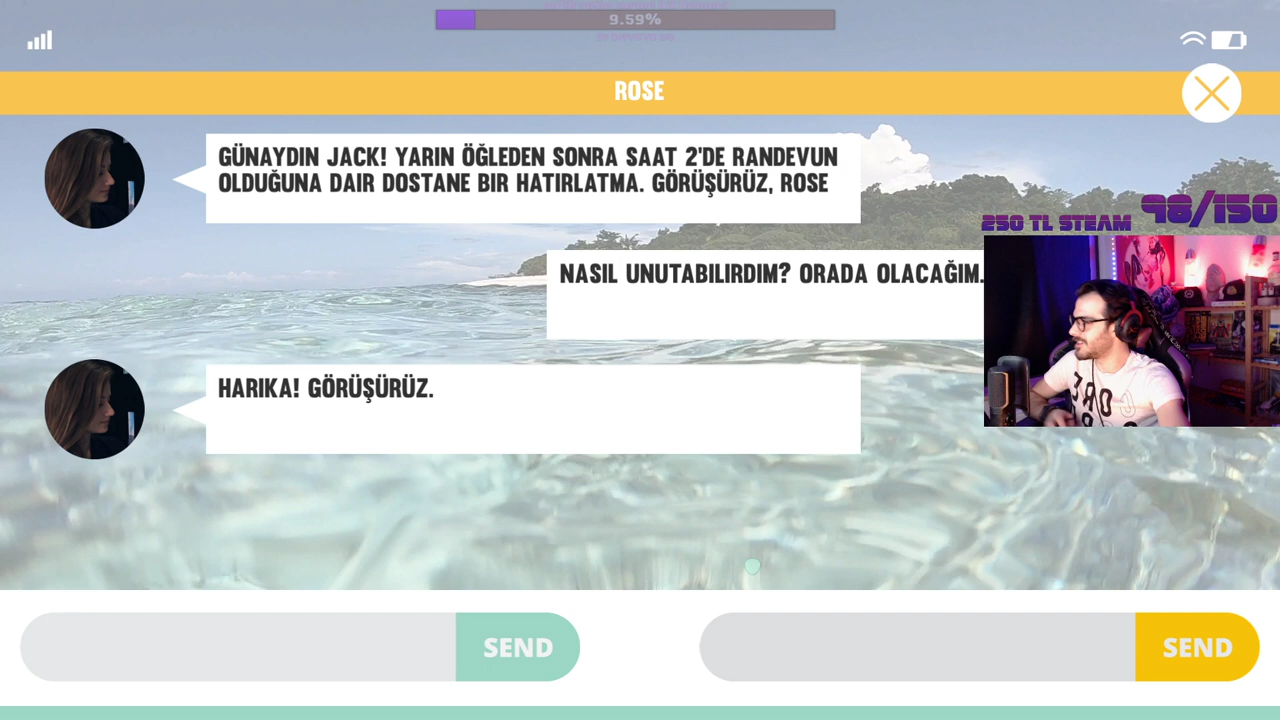 9.59%
ROSE
GÜNAYDIN JACK! YARIN ÖĞLEDEN SONRA SAAT 2'DE RANDEVUN
OLDUĞUNA DAIR DOSTANE BIR HATIRLATMA. GÖRÜŞÜRÜZ, ROSE
250 TL STEAM 98/150
NASIL UNUTABILIRDIM? ORADA OLACAĞIM.
HARIKA! GÖRÜŞÜRÜZ.
SEND
SEND